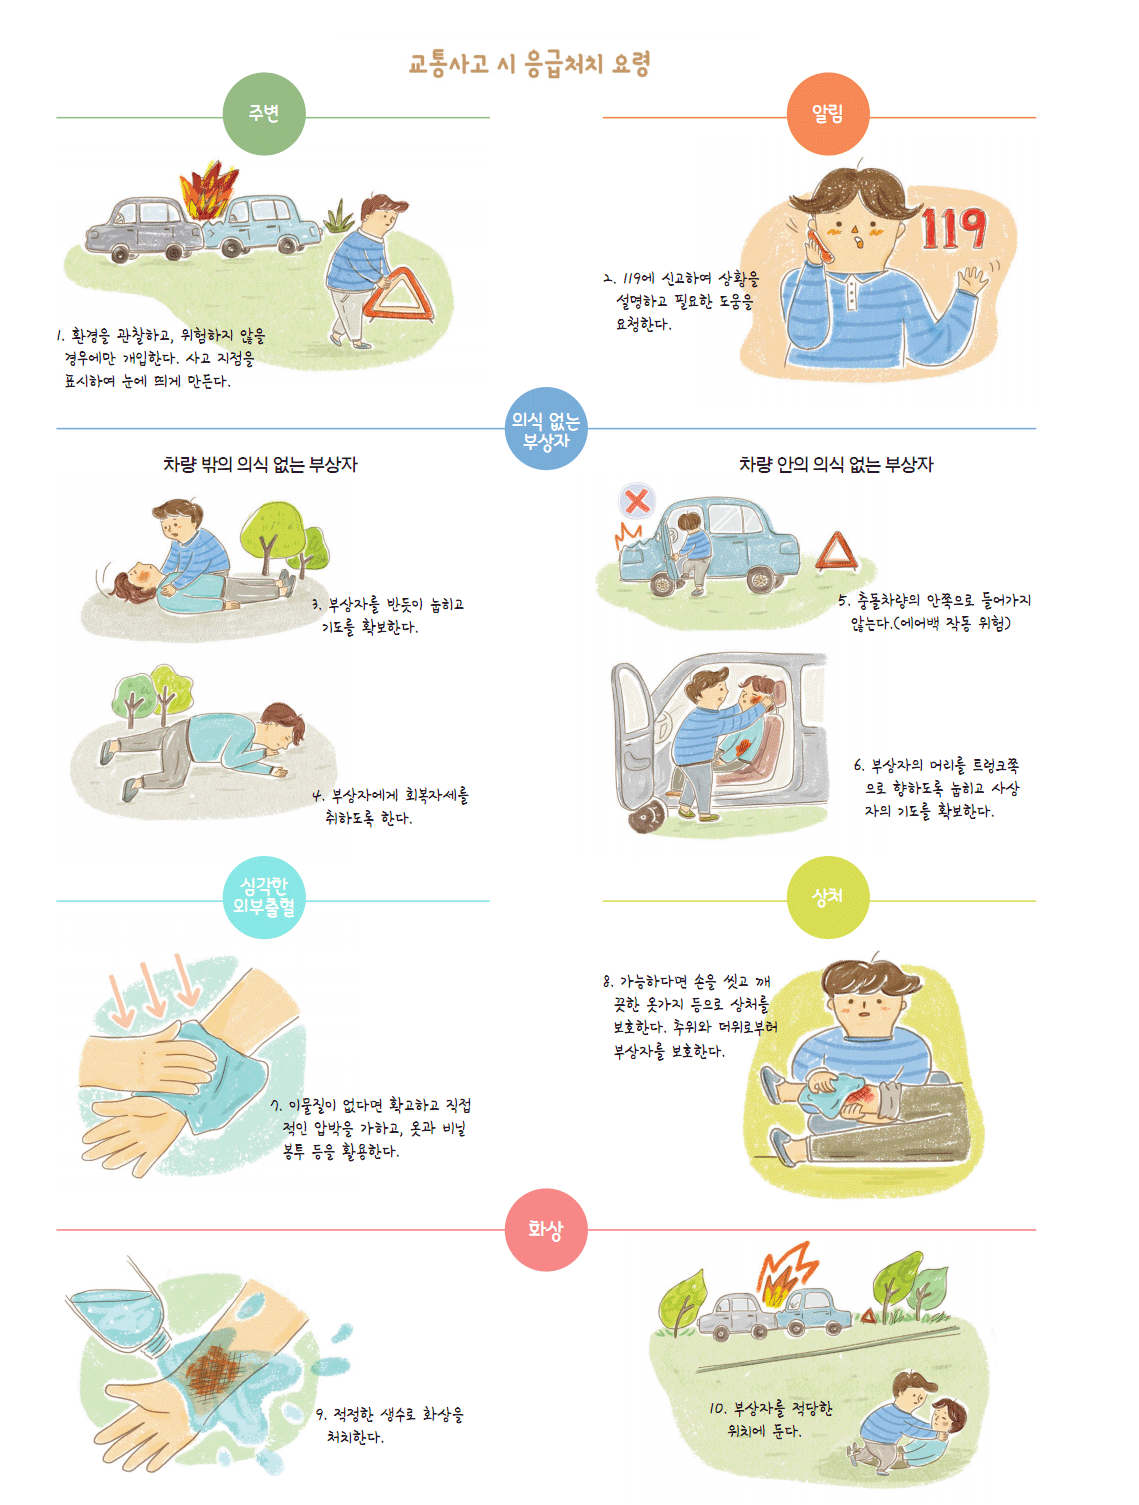 교통사고 시 응급처치 요령
주변
알림
119
1. 환경을 관찰하고, 위험하지 않을
경우에만 개입한다. 사고 지점을
표시하여 눈에 띄게 만든다.
2. 119에 신고하여 상황을
설명하고 필요한 도움을
요청한다.
의식 없는
부상자
차량 밖의 의식 없는 부상자
3. 부상자를 반듯이 눕히고
기도를 확보한다.
4. 부상자에게 회복자세를
취하도록 한다.
차량 안의 의식 없는 부상자
5. 충돌차량의 안쪽으로 들어가지
않는다.(에어백 작동 위험)
6. 부상자의 머리를 트렁크쪽
으로 향하도록 눕히고 사상
자의 기도를 확보한다.
심각한
외부출혈
7. 이물질이 없다면 확고하고 직접
적인 압박을 가하고, 옷과 비닐
봉투 등을 활용한다.
상처
8. 가능하다면 손을 씻고 깨
끗한 옷가지 등으로 상처를
보호한다. 추위와 더위로부터
부상자를 보호한다.
화상
9. 적정한 생수로 화상을
처치한다.
10. 부상자를 적당한
위치에 둔다.